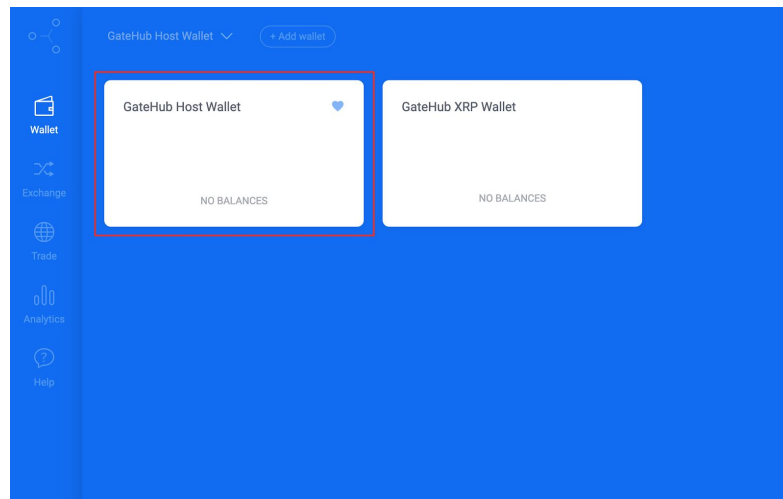 GateHub Host Wallet
+ Add wallet
Wallet
Exchange
Trade
Analytics
Help
GateHub Host Wallet
NO BALANCES
GateHub XRP Wallet
NO BALANCES